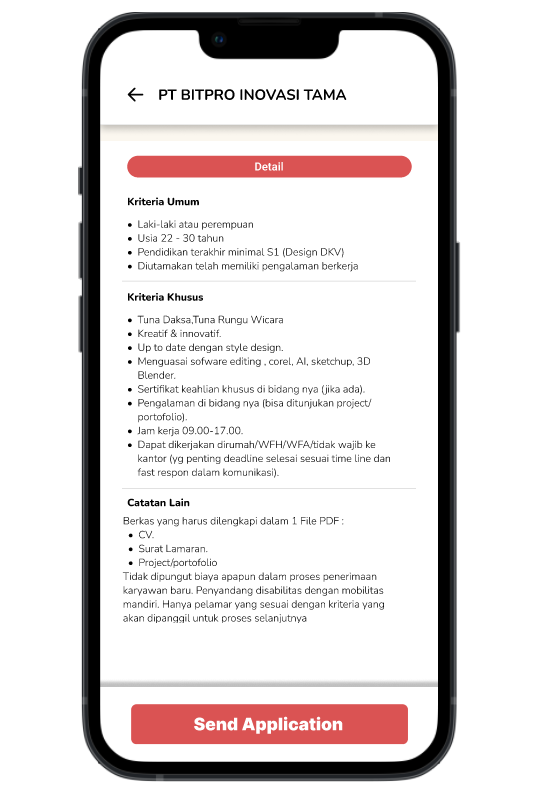 PT BITPRO INOVASI TAMA
Detail
Kriteria Umum
• Laki-laki atau perempuan
• Usia 22 - 30 tahun
• Pendidikan terakhir minimal S1 (Design DKV)
• Diutamakan telah memiliki pengalaman berkerja
Kriteria Khusus
• Tuna Daksa,Tuna Rungu Wicara
• Kreatif & innovatif.
• Up to date dengan style design.
• Menguasai sofware editing , corel, AI, sketchup, 3D
Blender.
• Sertifikat keahlian khusus di bidang nya (jika ada).
• Pengalaman di bidang nya (bisa ditunjukan project/
portofolio).
• Jam kerja 09.00-17.00.
• Dapat dikerjakan dirumah/WFH/WFA/tidak wajib ke
kantor (yg penting deadline selesai sesuai time line dan
fast respon dalam komunikasi).
Catatan Lain
Berkas yang harus dilengkapi dalam 1 File PDF :
• CV.
• Surat Lamaran.
• Project/portofolio
Tidak dipungut biaya apapun dalam proses penerimaan
karyawan baru. Penyandang disabilitas dengan mobilitas
mandiri. Hanya pelamar yang sesuai dengan kriteria yang
akan dipanggil untuk proses selanjutnya
Send Application